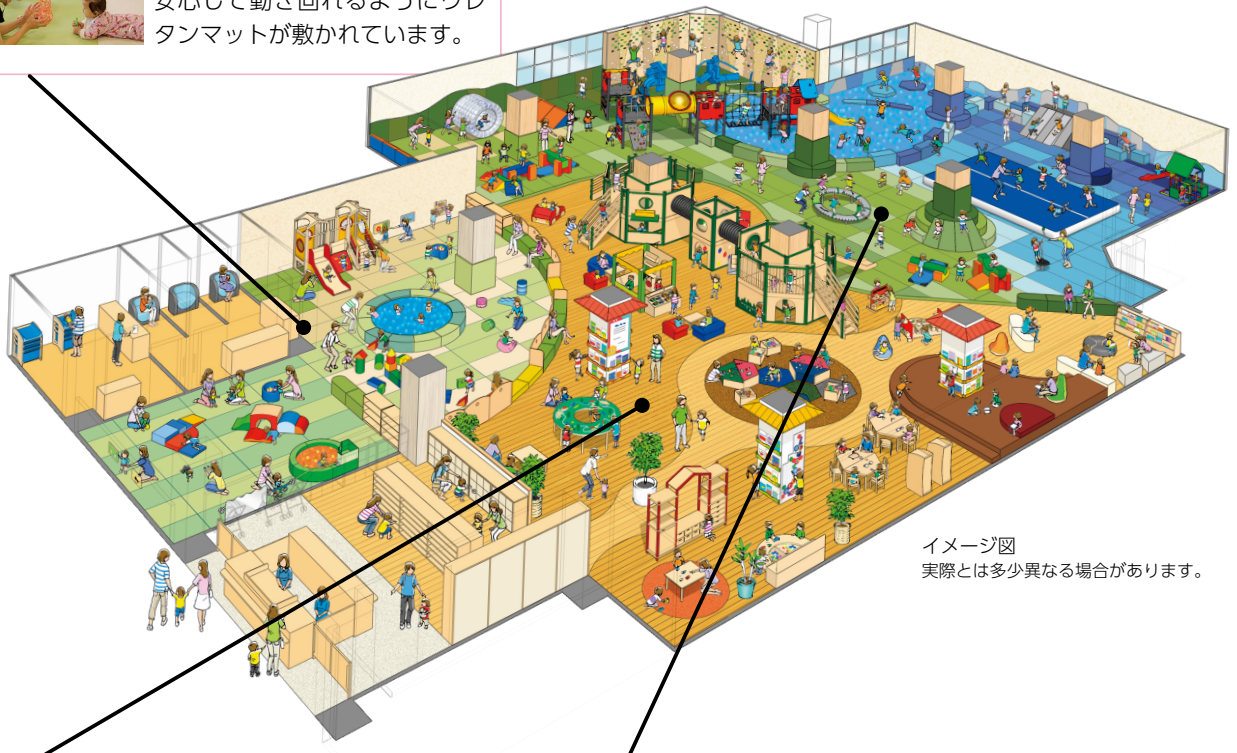 安心して動き回れるようにウレ
タンマットが敷かれています。
イメージ図
実際とは多少異なる場合があります。